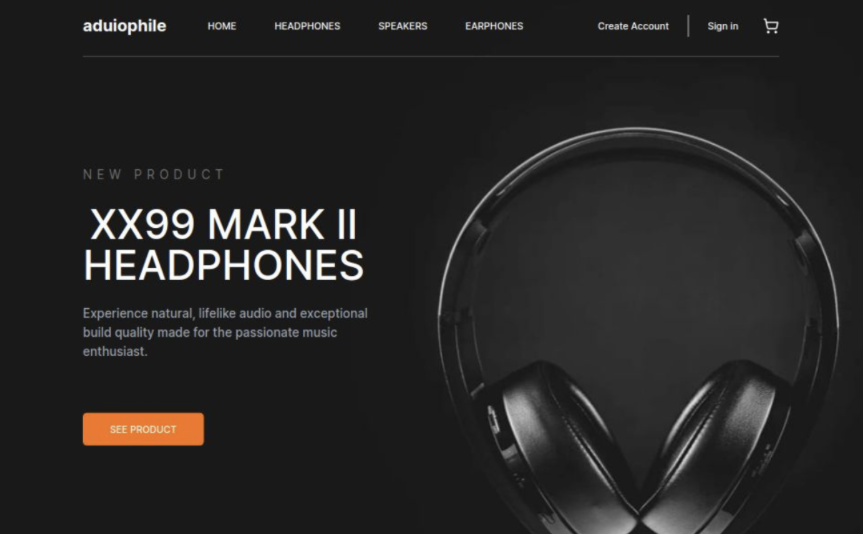 aduiophile
HOME
HEADPHONES
SPEAKERS
EARPHONES
Create Account
Sign in
NEW PRODUCT
XX99 MARK II
HEADPHONES
Experience natural, lifelike audio and exceptional
build quality made for the passionate music
enthusiast.
SEE PRODUCT